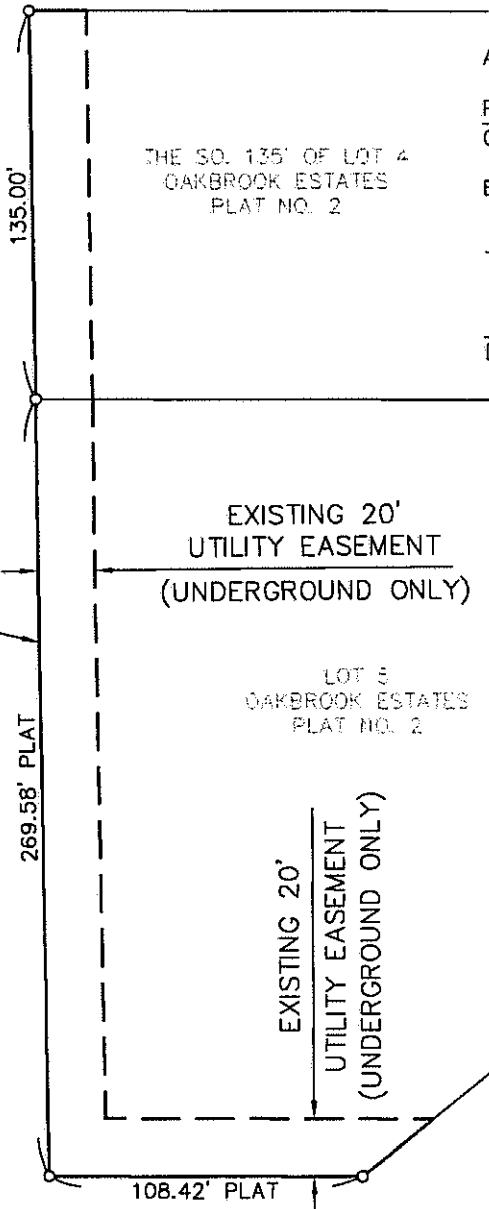 135.00'
THE SO. 135' OF LOT 4
OAKBROOK ESTATES
PLAT NO. 2
EXISTING 20'
UTILITY EASEMENT
(UNDERGROUND ONLY)
LOT 5
OAKBROOK ESTATES
PLAT NO. 2
269.58' PLAT
EXISTING 20'
UTILITY EASEMENT
(UNDERGROUND ONLY)
108.42' PLAT